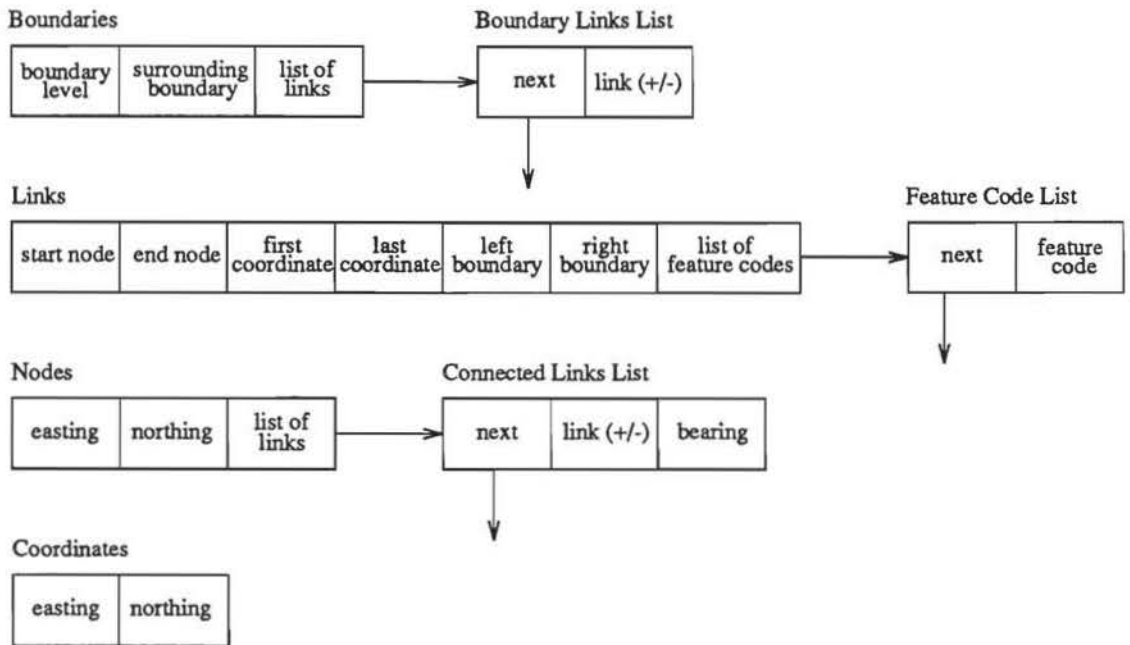 Boundaries
Boundary Links List
boundary level
surrounding boundary
list of links
next
link (+/-)
Links
Feature Code List
start node
end node
first coordinate
last coordinate
left boundary
right boundary
list of feature codes
next
feature code
Nodes
Connected Links List
easting
northing
list of links
next
link (+/-)
bearing
Coordinates
easting
northing